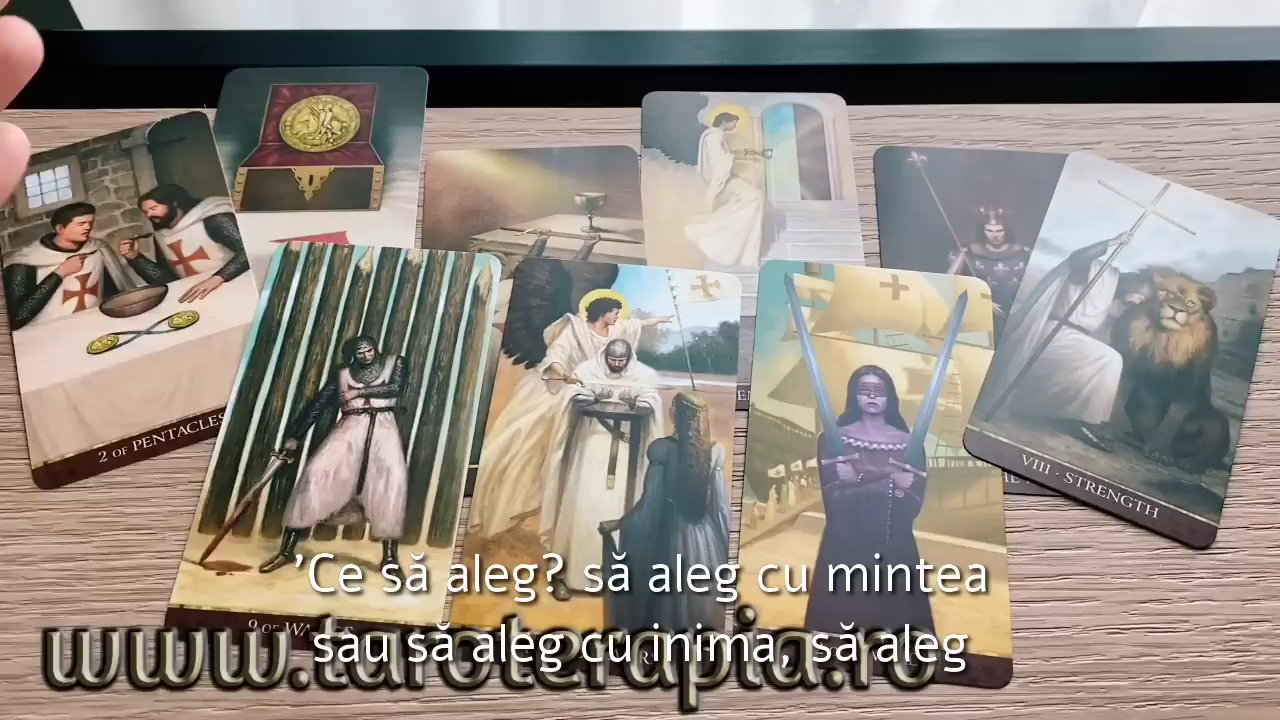 2 OF PENTACLES
VIII · STRENGTH
9 OF WANDS
'Ce să aleg? să aleg cu mintea
sau să aleg cu inima, să aleg
www.taroterapia.ro